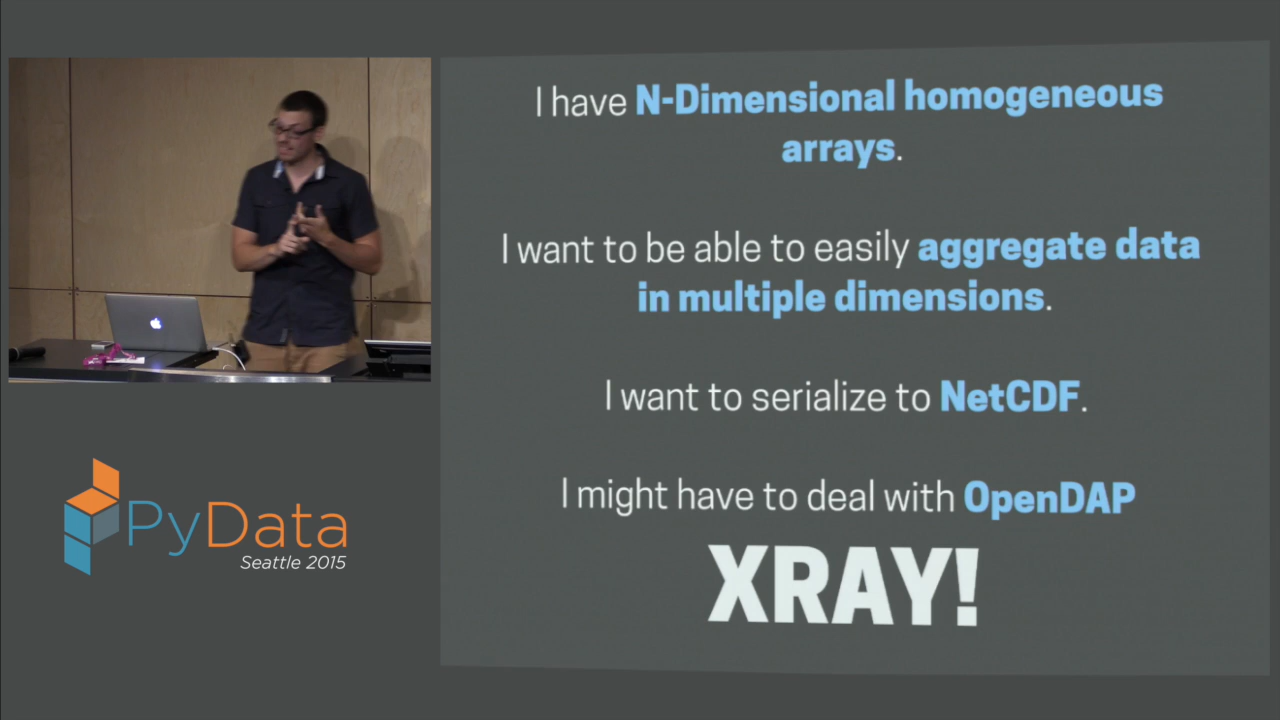 I have N-Dimensional homogeneous
arrays.
I want to be able to easily aggregate data
in multiple dimensions.
I want to serialize to NetCDF.
I might have to deal with OpenDAP
XRAY!
PyData
Seattle 2015